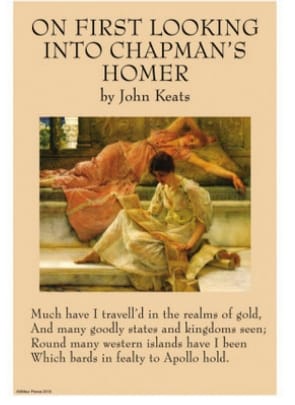 ON FIRST LOOKING
INTO CHAPMAN'S
HOMER
by John Keats
Much have I travell'd in the realms of gold,
And many goodly states and kingdoms seen;
Round many western islands have I been
Which bards in fealty to Apollo hold.